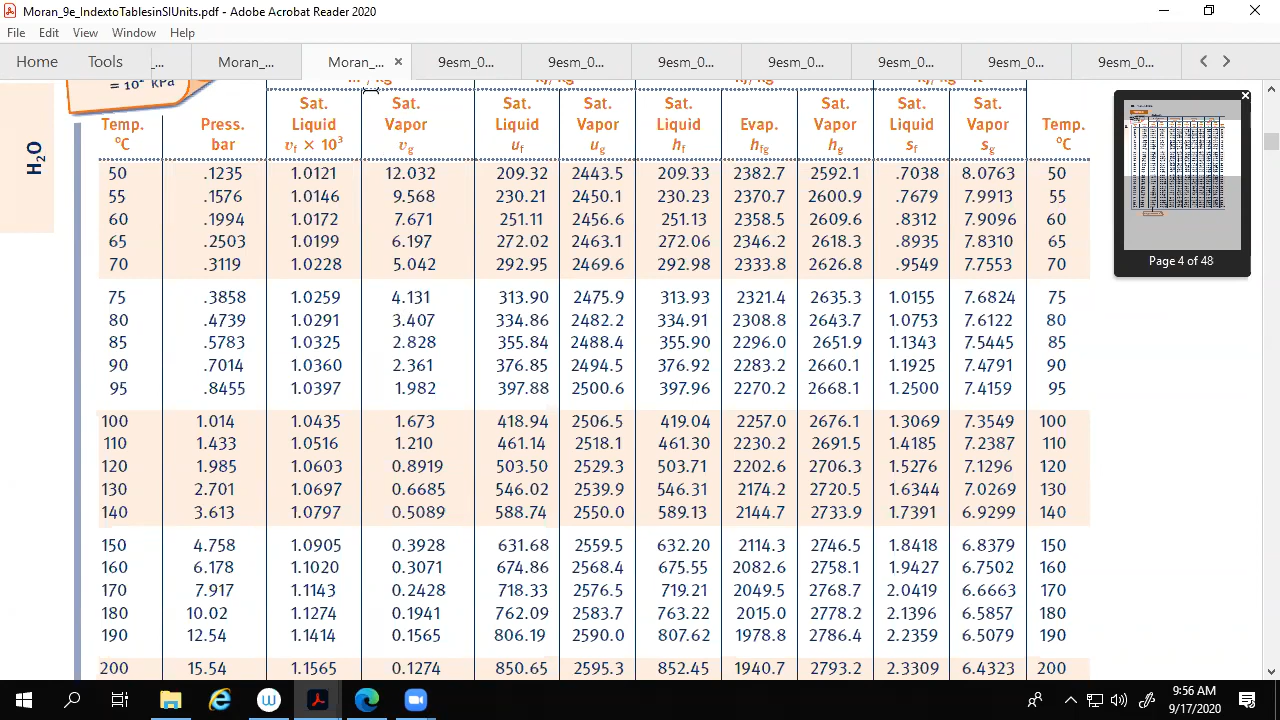 Moran_9e_IndextoTablesinSIUnits.pdf - Adobe Acrobat Reader 2020
File Edit View Window Help
Home Tools _... Moran_... Moran_... × 9esm_0... 9esm_0... 9esm_0... 9esm_0... 9esm_0... 9esm_0... 9esm_0...
= 10² kPa
H₂O
Sat. Sat. Sat. Sat. Sat. Sat. Sat. Sat.
Temp. Press. Liquid Vapor Liquid Vapor Liquid Evap. Vapor Liquid Vapor Temp.
°C bar vf × 10³ vg uf ug hf hfg hg sf sg °C
50 .1235 1.0121 12.032 209.32 2443.5 209.33 2382.7 2592.1 .7038 8.0763 50
55 .1576 1.0146 9.568 230.21 2450.1 230.23 2370.7 2600.9 .7679 7.9913 55
60 .1994 1.0172 7.671 251.11 2456.6 251.13 2358.5 2609.6 .8312 7.9096 60
65 .2503 1.0199 6.197 272.02 2463.1 272.06 2346.2 2618.3 .8935 7.8310 65
70 .3119 1.0228 5.042 292.95 2469.6 292.98 2333.8 2626.8 .9549 7.7553 70
75 .3858 1.0259 4.131 313.90 2475.9 313.93 2321.4 2635.3 1.0155 7.6824 75
80 .4739 1.0291 3.407 334.86 2482.2 334.91 2308.8 2643.7 1.0753 7.6122 80
85 .5783 1.0325 2.828 355.84 2488.4 355.90 2296.0 2651.9 1.1343 7.5445 85
90 .7014 1.0360 2.361 376.85 2494.5 376.92 2283.2 2660.1 1.1925 7.4791 90
95 .8455 1.0397 1.982 397.88 2500.6 397.96 2270.2 2668.1 1.2500 7.4159 95
100 1.014 1.0435 1.673 418.94 2506.5 419.04 2257.0 2676.1 1.3069 7.3549 100
110 1.433 1.0516 1.210 461.14 2518.1 461.30 2230.2 2691.5 1.4185 7.2387 110
120 1.985 1.0603 0.8919 503.50 2529.3 503.71 2202.6 2706.3 1.5276 7.1296 120
130 2.701 1.0697 0.6685 546.02 2539.9 546.31 2174.2 2720.5 1.6344 7.0269 130
140 3.613 1.0797 0.5089 588.74 2550.0 589.13 2144.7 2733.9 1.7391 6.9299 140
150 4.758 1.0905 0.3928 631.68 2559.5 632.20 2114.3 2746.5 1.8418 6.8379 150
160 6.178 1.1020 0.3071 674.86 2568.4 675.55 2082.6 2758.1 1.9427 6.7502 160
170 7.917 1.1143 0.2428 718.33 2576.5 719.21 2049.5 2768.7 2.0419 6.6663 170
180 10.02 1.1274 0.1941 762.09 2583.7 763.22 2015.0 2778.2 2.1396 6.5857 180
190 12.54 1.1414 0.1565 806.19 2590.0 807.62 1978.8 2786.4 2.2359 6.5079 190
200 15.54 1.1565 0.1274 850.65 2595.3 852.45 1940.7 2793.2 2.3309 6.4323 200
Page 4 of 48
9:56 AM
9/17/2020